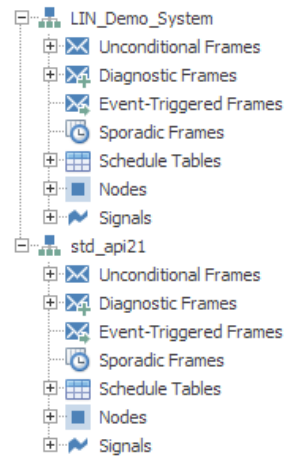 LIN_Demo_System
Unconditional Frames
Diagnostic Frames
Event-Triggered Frames
Sporadic Frames
Schedule Tables
Nodes
Signals
std_api21
Unconditional Frames
Diagnostic Frames
Event-Triggered Frames
Sporadic Frames
Schedule Tables
Nodes
Signals